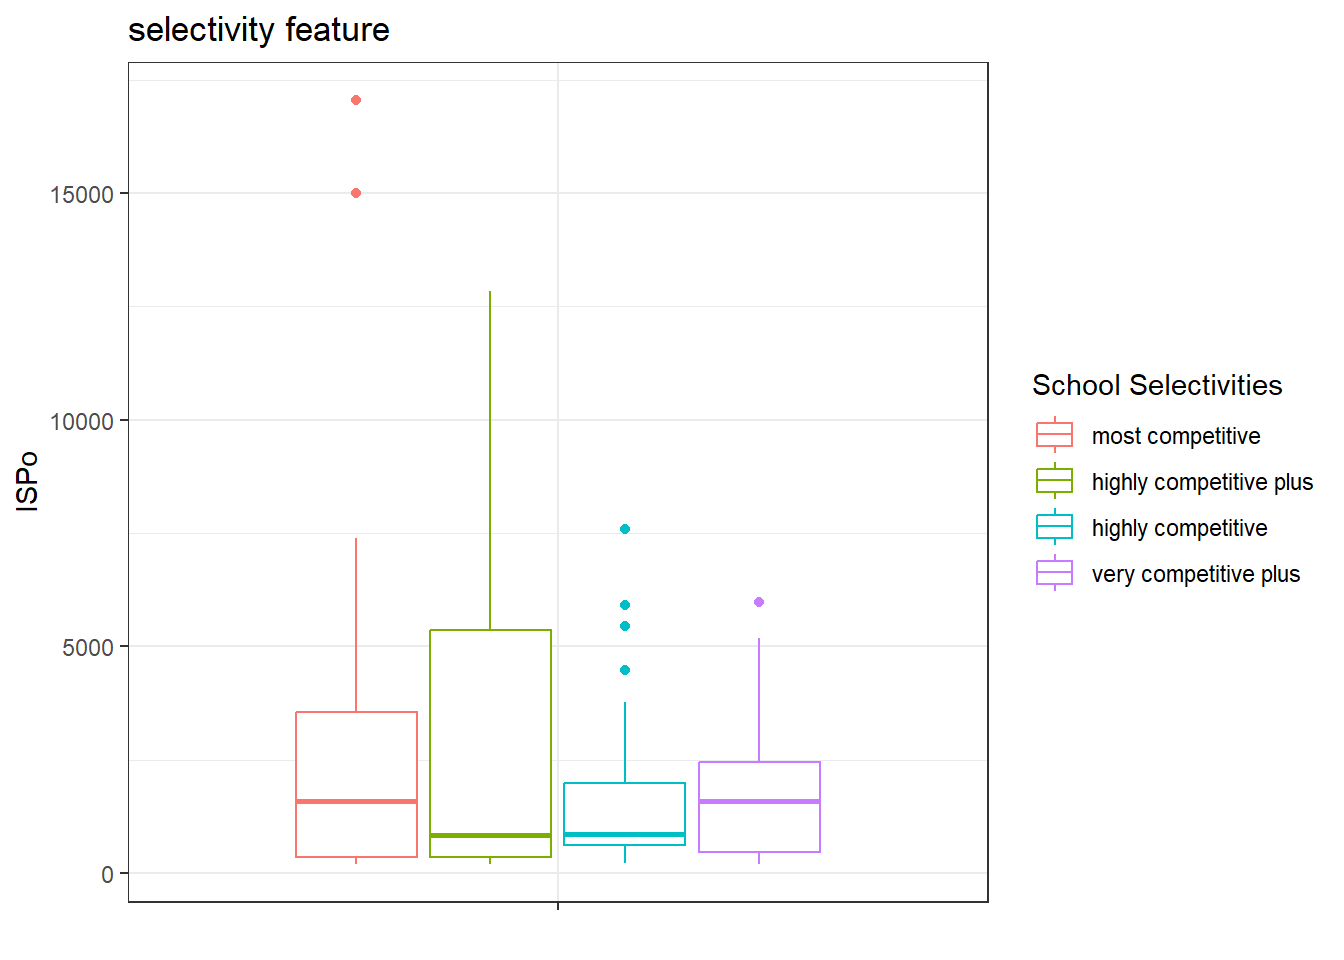 selectivity feature
15000
10000
5000
0
ISPo
School Selectivities
most competitive
highly competitive plus
highly competitive
very competitive plus